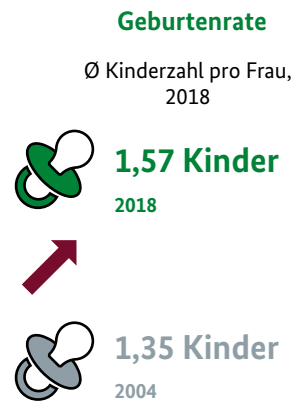 Geburtenrate
Ø Kinderzahl pro Frau,
2018
1,57 Kinder
2018
1,35 Kinder
2004